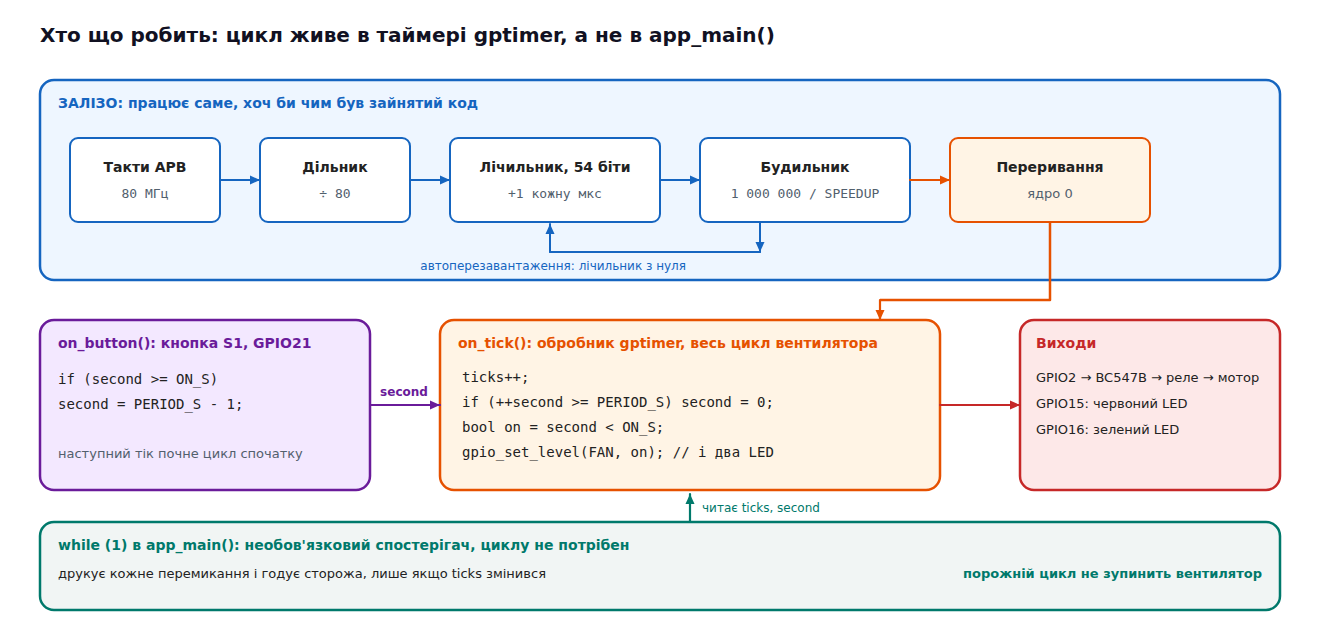 Хто що робить: цикл живе в таймері gptimer, а не в app_main()
ЗАЛІЗО: працює саме, хоч би чим був зайнятий код
Такти APB
80 МГц
Дільник
÷ 80
Лічильник, 54 біти
+1 кожну мкс
Будильник
1 000 000 / SPEEDUP
Переривання
ядро 0
автоперезавантаження: лічильник з нуля
on_button(): кнопка S1, GPIO21
if (second >= ON_S)
second = PERIOD_S - 1;
наступний тік почне цикл спочатку
second
on_tick(): обробник gptimer, весь цикл вентилятора
ticks++;
if (++second >= PERIOD_S) second = 0;
bool on = second < ON_S;
gpio_set_level(FAN, on); // і два LED
Виходи
GPIO2 → BC547B → реле → мотор
GPIO15: червоний LED
GPIO16: зелений LED
читає ticks, second
while (1) в app_main(): необов'язковий спостерігач, циклу не потрібен
друкує кожне перемикання і годує сторожа, лише якщо ticks змінився
порожній цикл не зупинить вентилятор